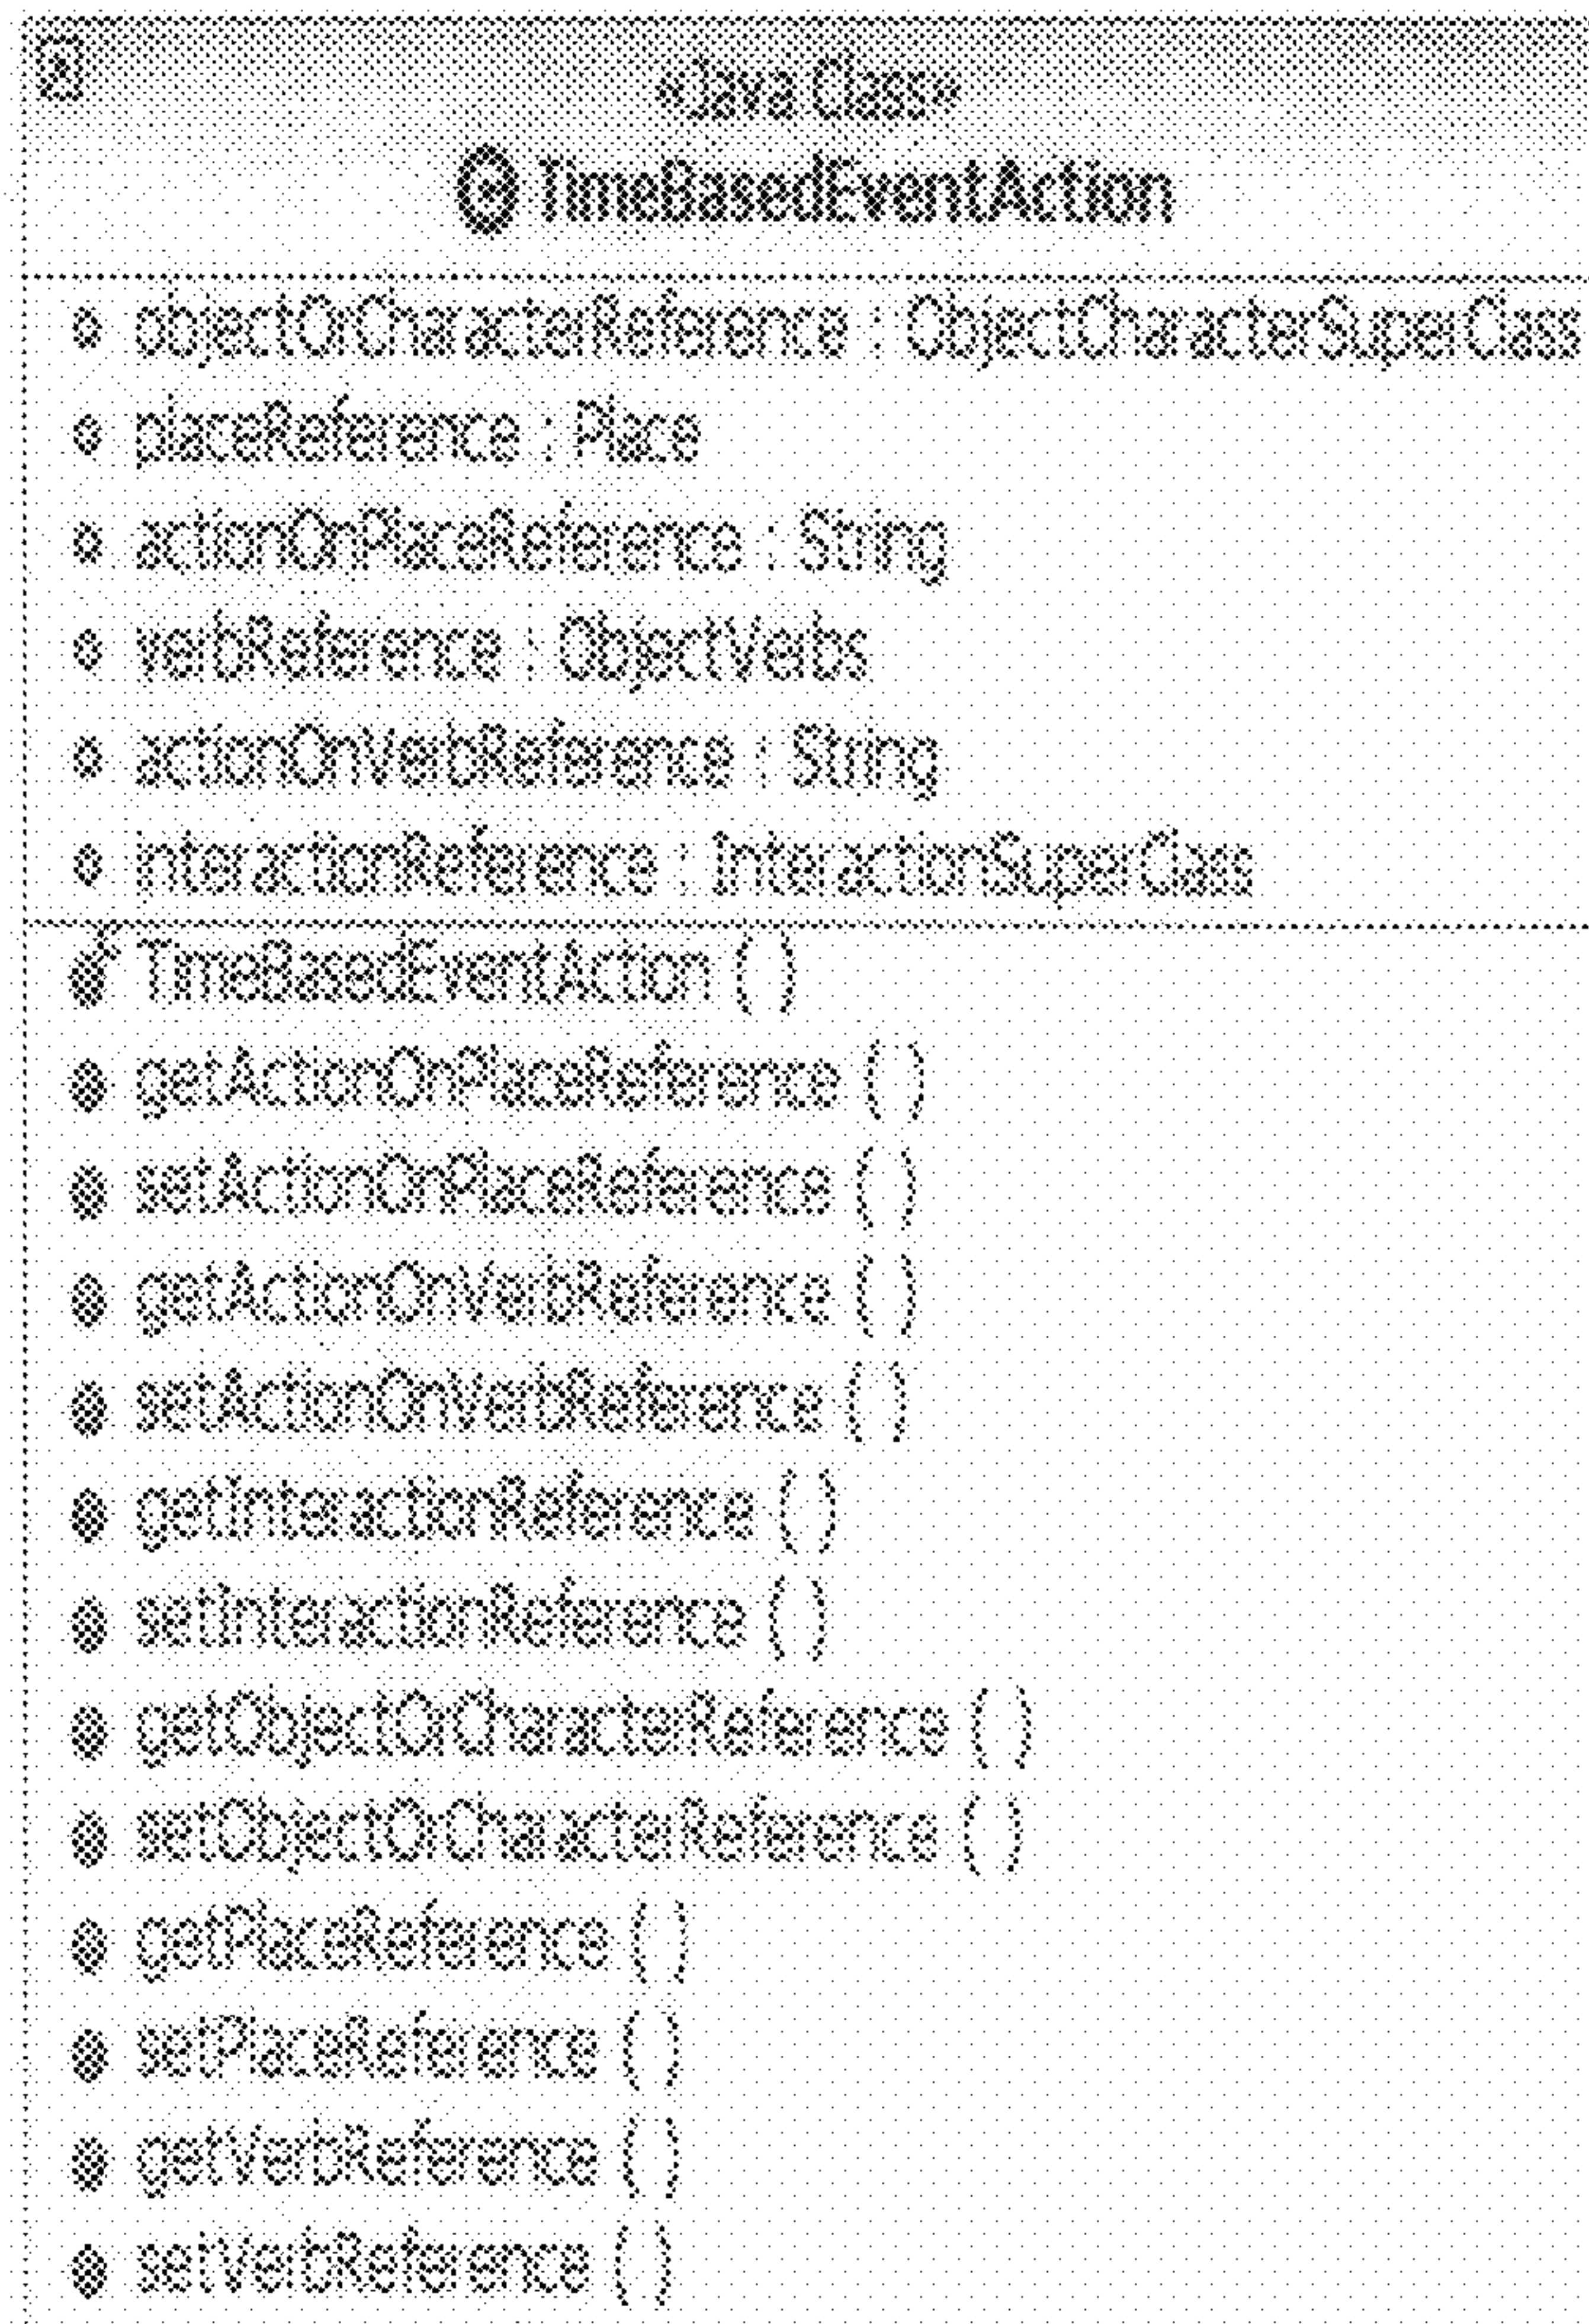 «Java Class»
TimeBasedEventAction
objectOrCharacterReference : ObjectCharacterSuperClass
placeReference : Place
actionOnPlaceReference : String
verbReference : ObjectVerbs
actionOnVerbReference : String
interactionReference : InteractionSuperClass
TimeBasedEventAction ( )
getActionOnPlaceReference ( )
setActionOnPlaceReference ( )
getActionOnVerbReference ( )
setActionOnVerbReference ( )
getInteractionReference ( )
setInteractionReference ( )
getObjectOrCharacterReference ( )
setObjectOrCharacterReference ( )
getPlaceReference ( )
setPlaceReference ( )
getVerbReference ( )
setVerbReference ( )